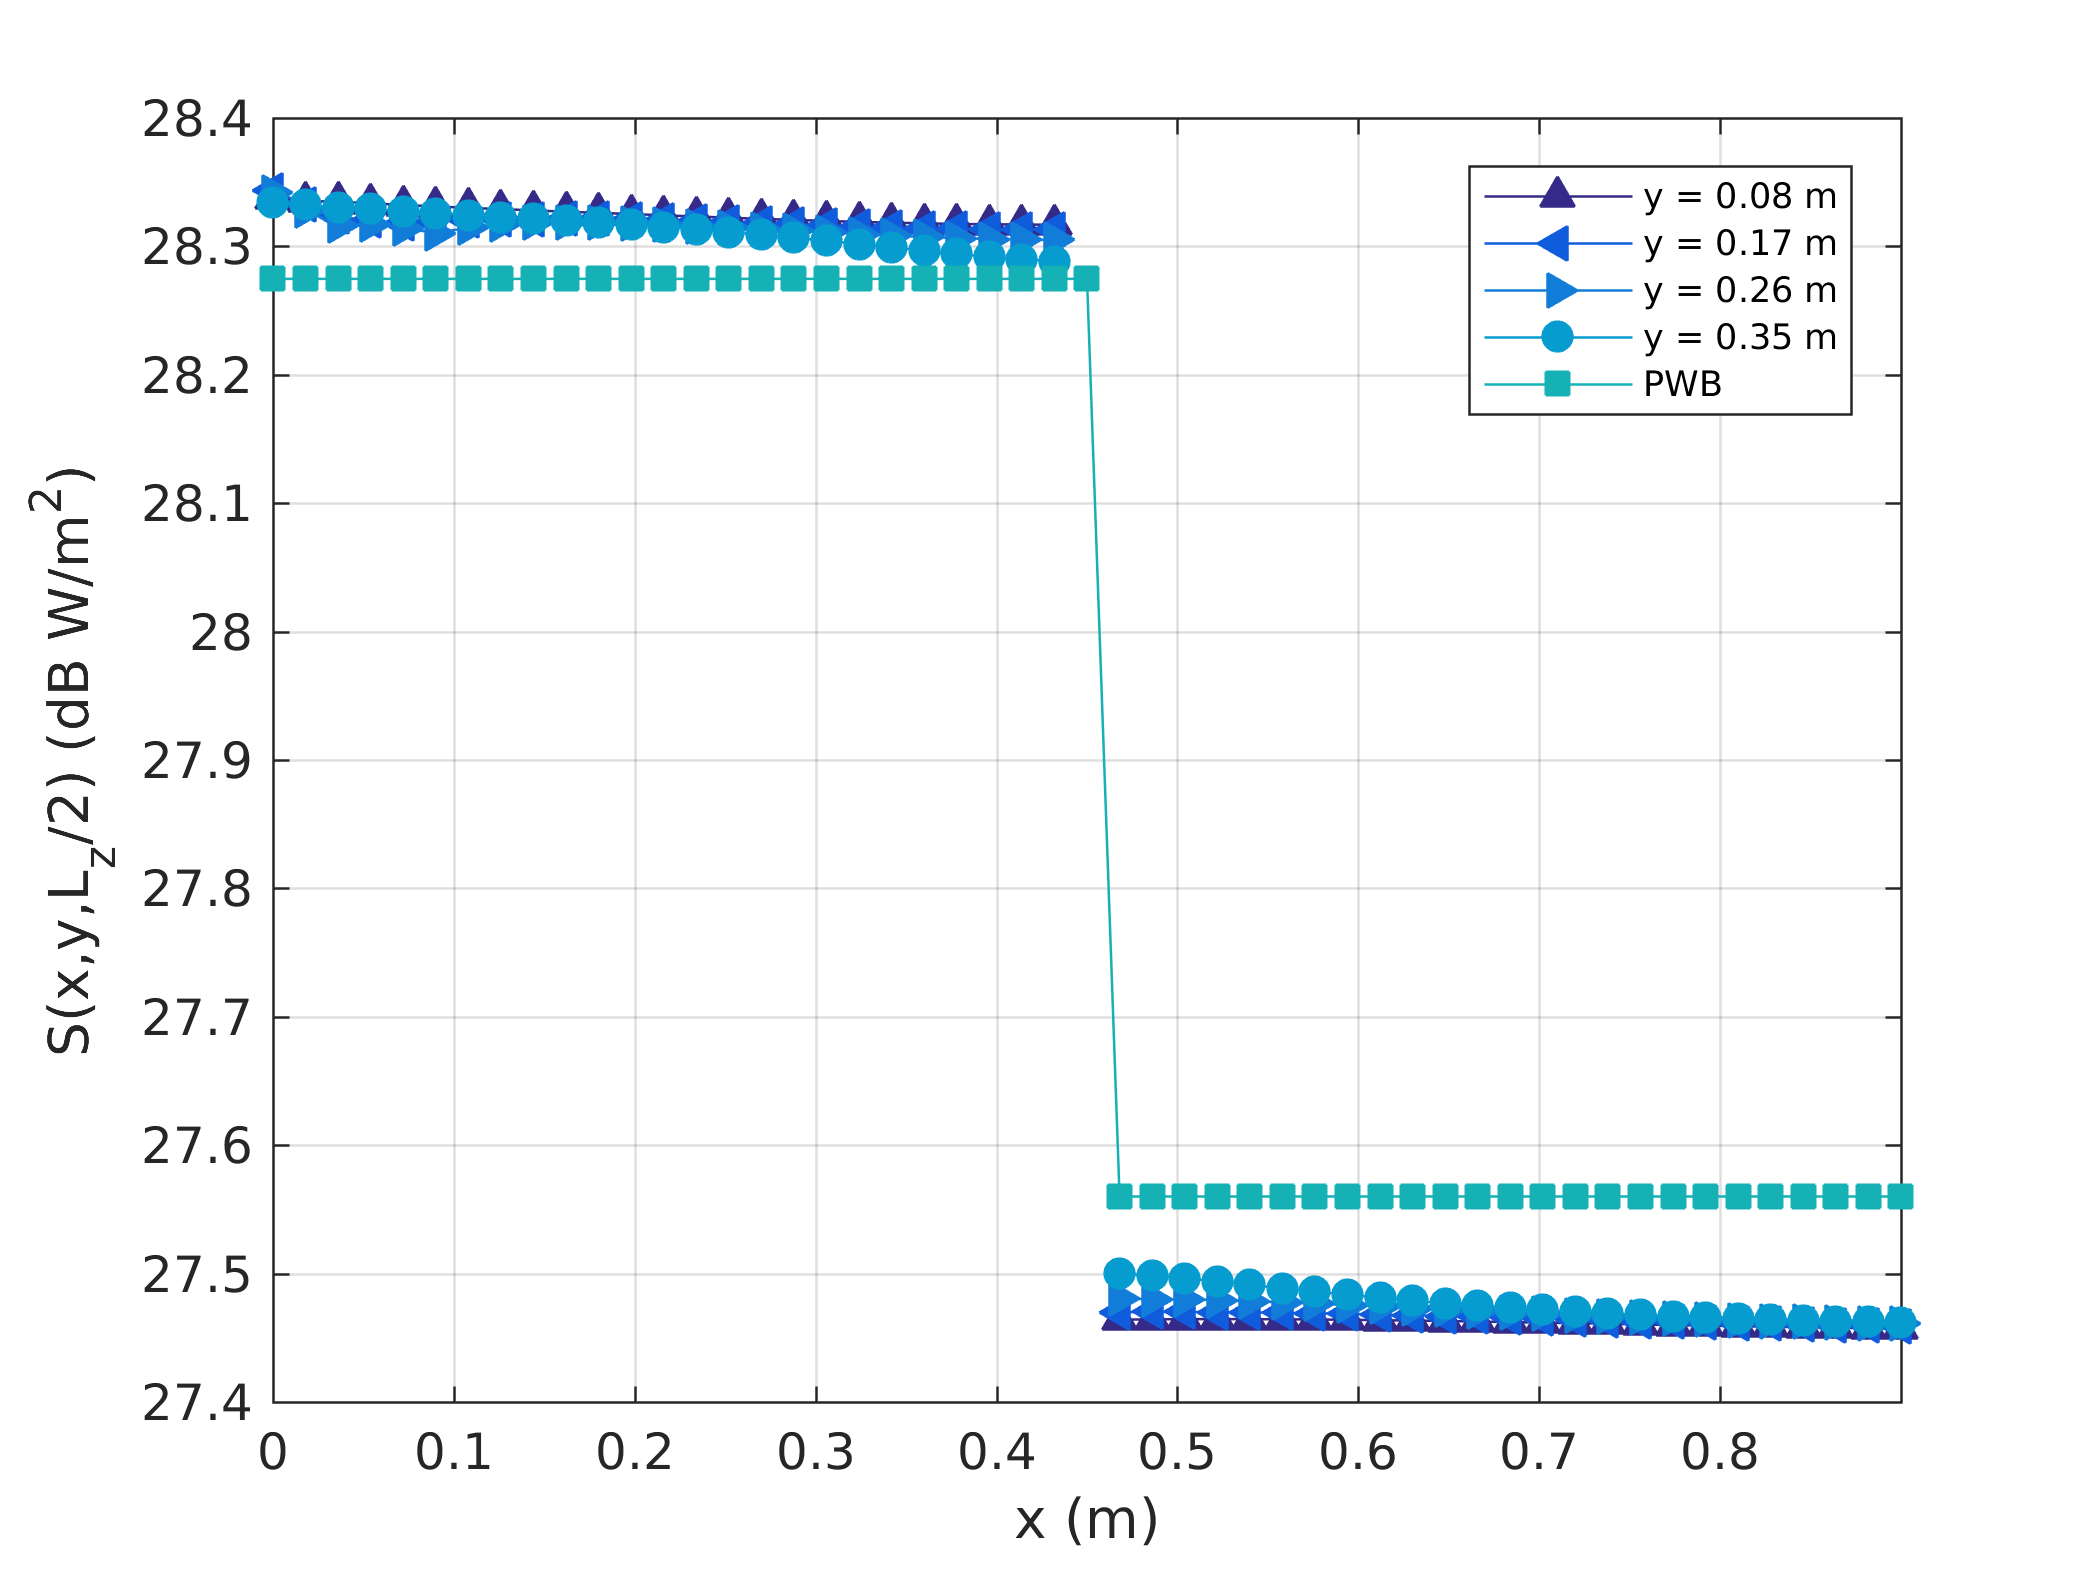 28.4
28.3
28.2
28.1
28
27.9
27.8
27.7
27.6
27.5
27.4
0 0.1 0.2 0.3 0.4 0.5 0.6 0.7 0.8
x (m)
S(x,y,L_z/2) (dB W/m^2)
y = 0.08 m
y = 0.17 m
y = 0.26 m
y = 0.35 m
PWB